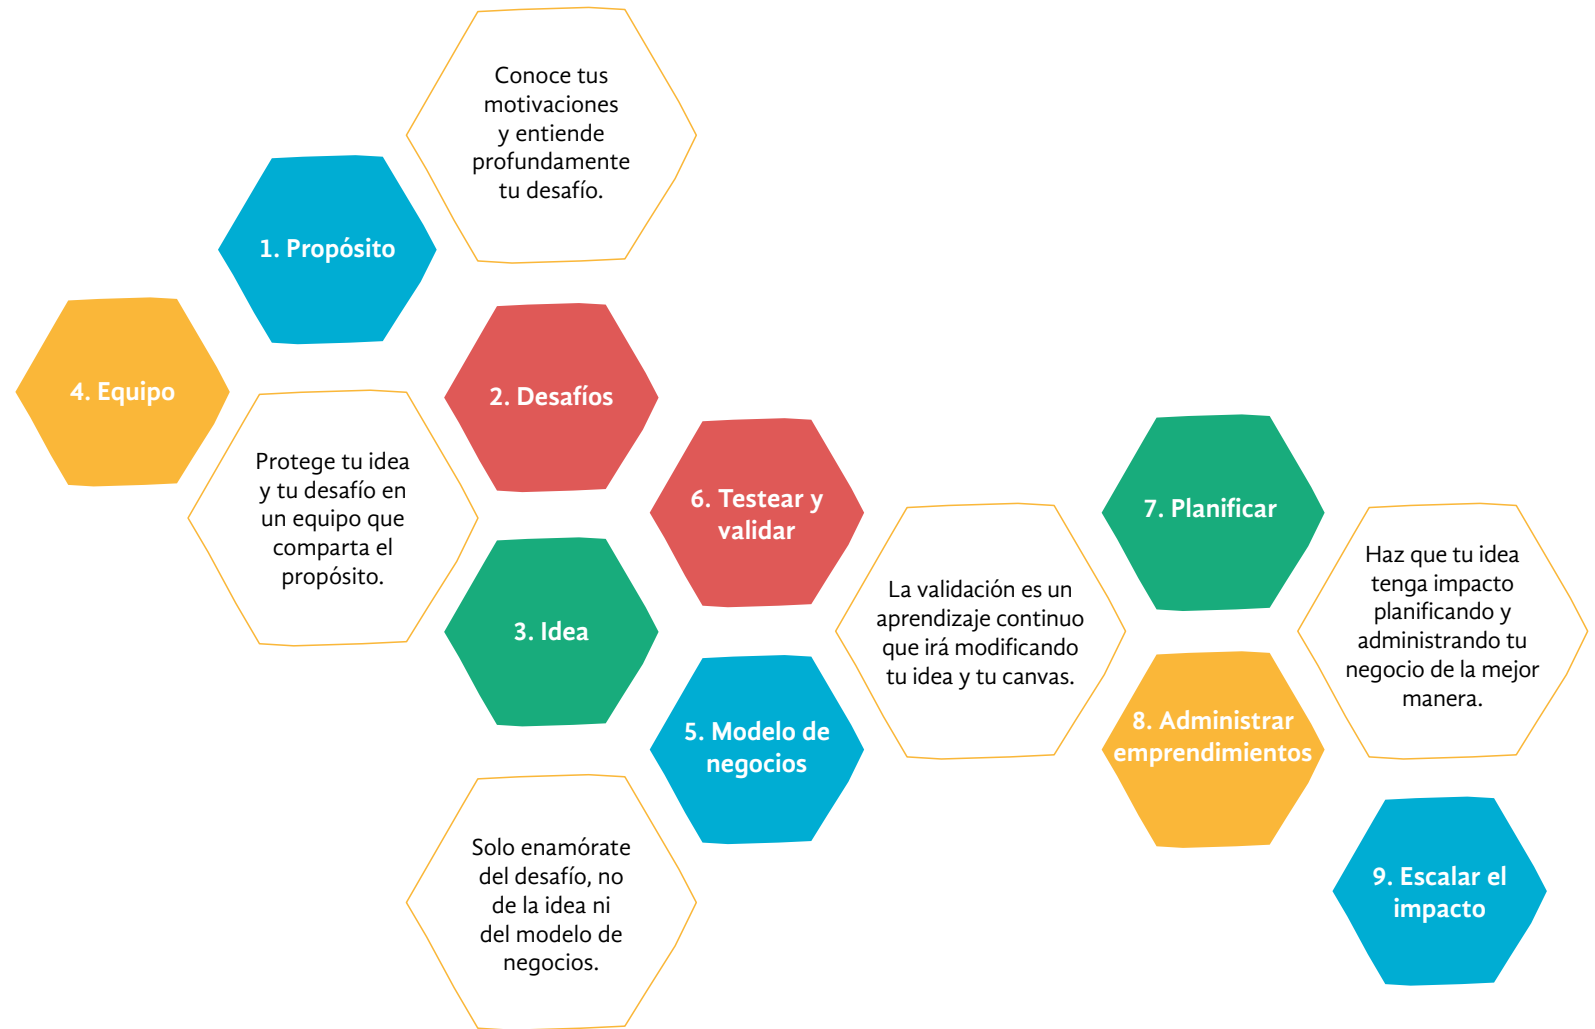 Conoce tus
motivaciones
y entiende
profundamente
tu desafío.
1. Propósito
4. Equipo
2. Desafíos
Protege tu idea
y tu desafío en
un equipo que
comparta el
propósito.
6. Testear y
validar
3. Idea
7. Planificar
La validación es un
aprendizaje continuo
que irá modificando
tu idea y tu canvas.
Haz que tu idea
tenga impacto
planificando y
administrando tu
negocio de la mejor
manera.
5. Modelo de
negocios
8. Administrar
emprendimientos
Solo enamórate
del desafío, no
de la idea ni
del modelo de
negocios.
9. Escalar el
impacto